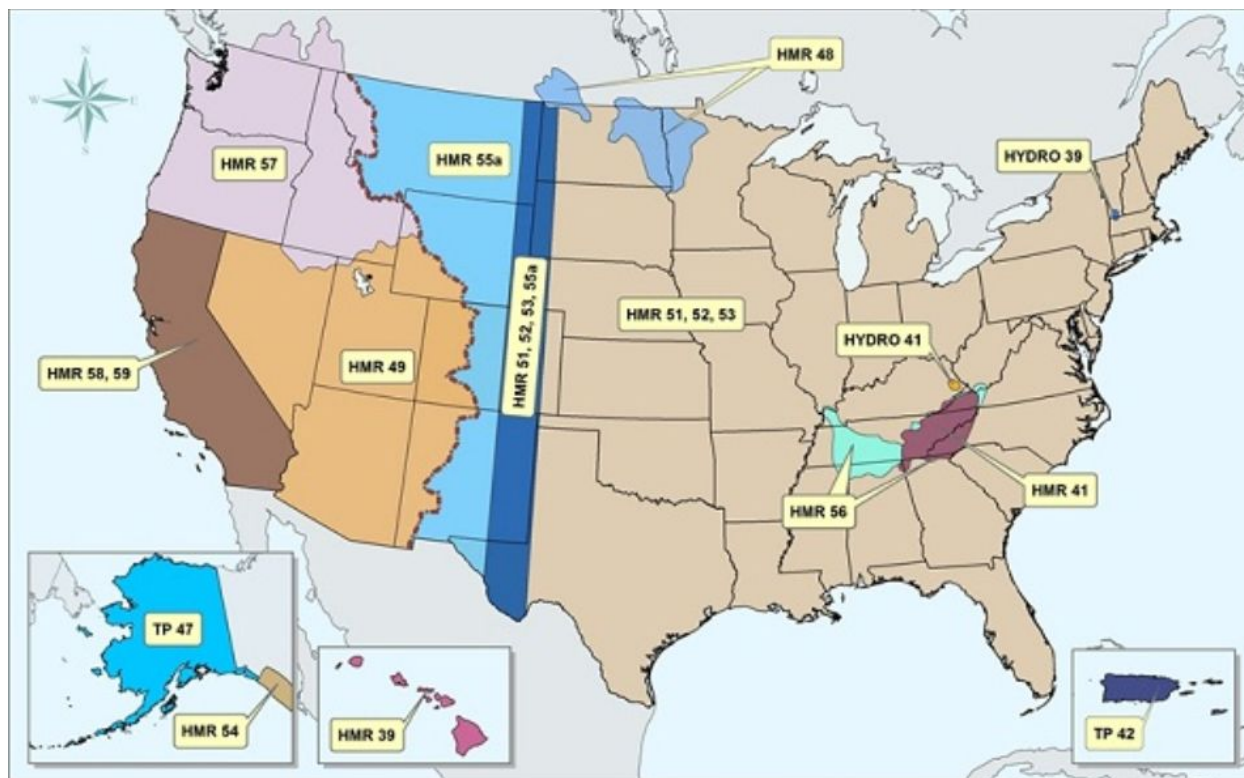 N
W
E
S
HMR 48
HYDRO 39
HMR 57
HMR 55a
HMR 51, 52, 53, 55a
HMR 51, 52, 53
HYDRO 41
HMR 58, 59
HMR 49
HMR 41
HMR 56
TP 47
HMR 54
HMR 39
TP 42